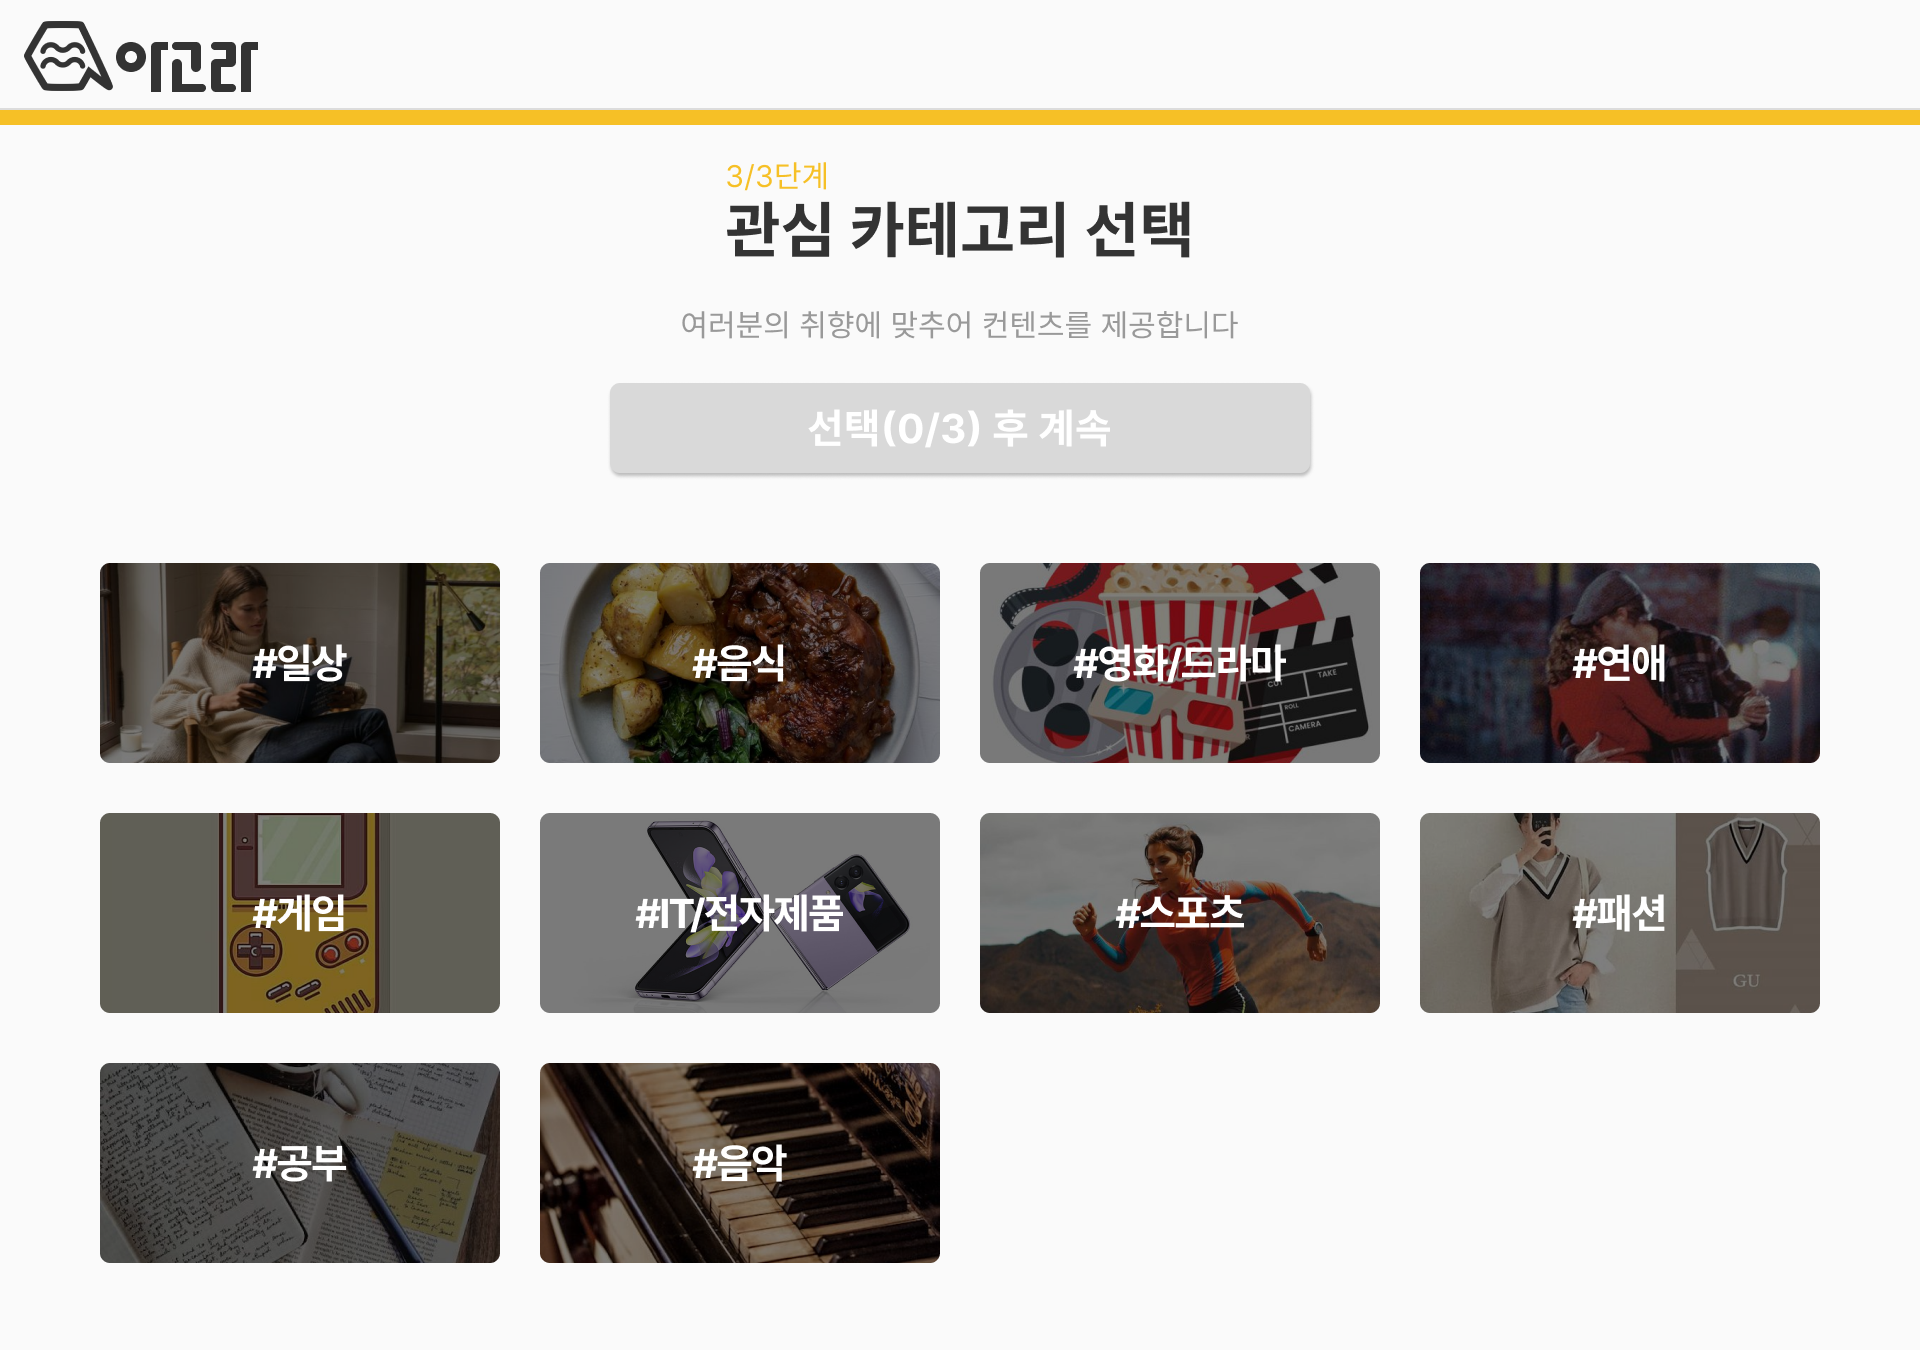 아고라
3/3단계
관심 카테고리 선택
여러분의 취향에 맞추어 컨텐츠를 제공합니다
선택(0/3) 후 계속
#일상
#음식
#영화/드라마
CUT
TAKE
ROLL
CAMERA
#연애
#게임
#IT/전자제품
#스포츠
#패션
GU
#공부
#음악